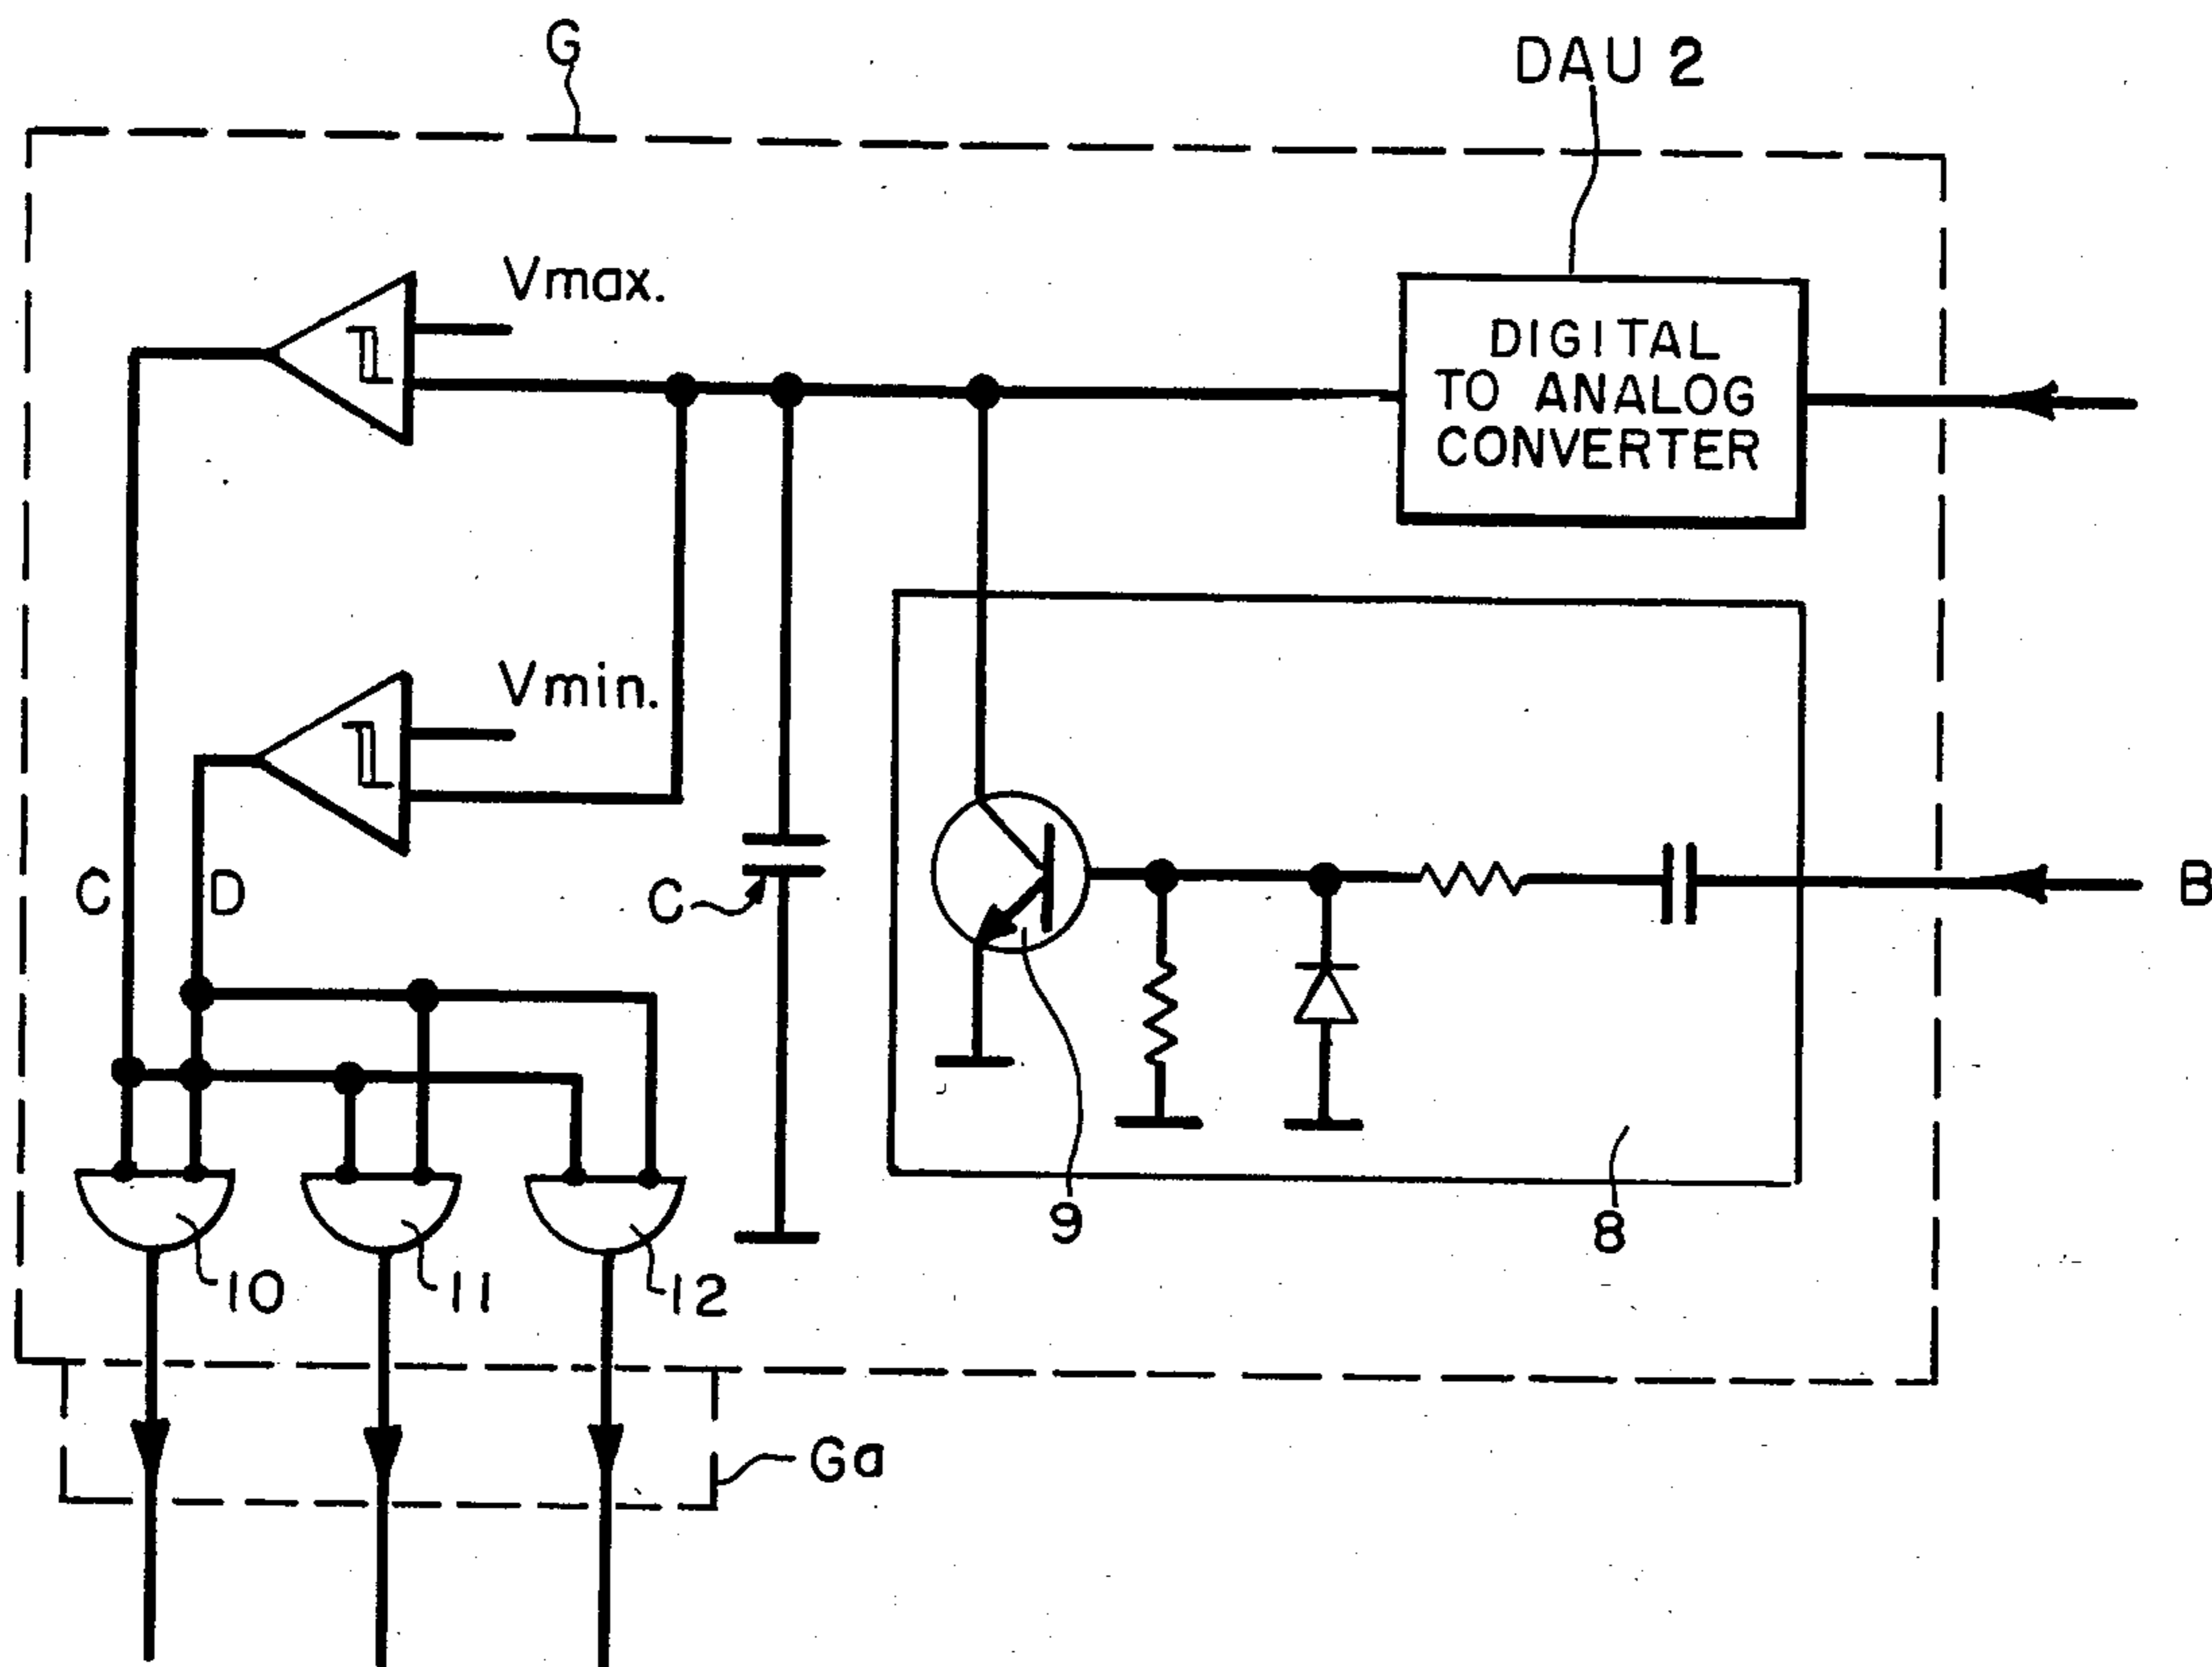 G
DAU 2
Vmax.
DIGITAL
TO ANALOG
CONVERTER
Vmin.
C
D
C
B
9
8
10
11
12
Ga